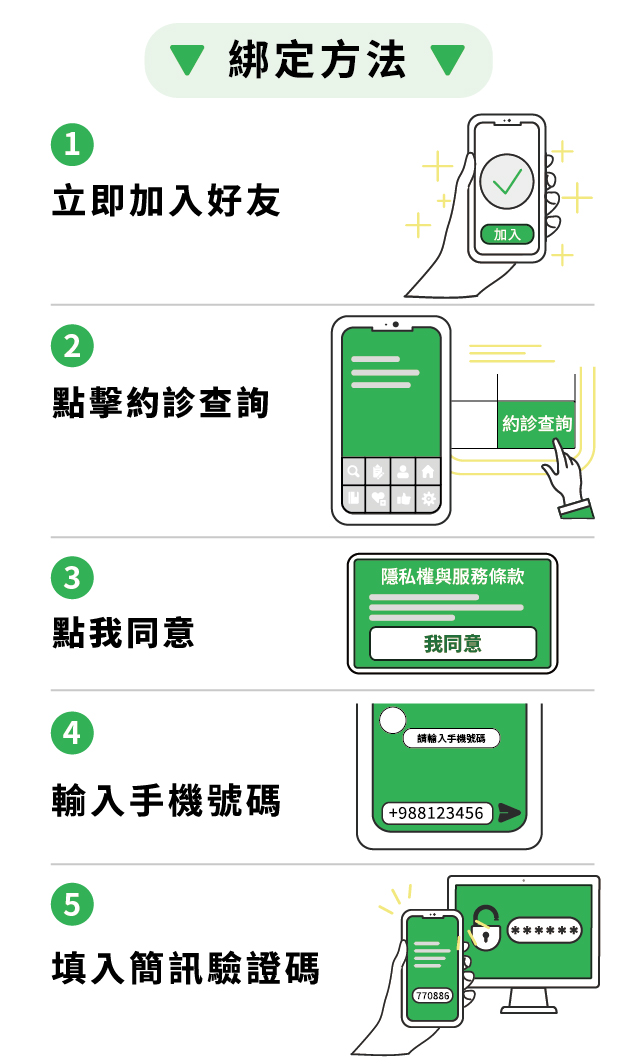 ▼ 綁定方法 ▼
1
立即加入好友
加入
2
點擊約診查詢
約診查詢
3
點我同意
隱私權與服務條款
我同意
4
輸入手機號碼
請輸入手機號碼
+988123456
5
填入簡訊驗證碼
******
770886